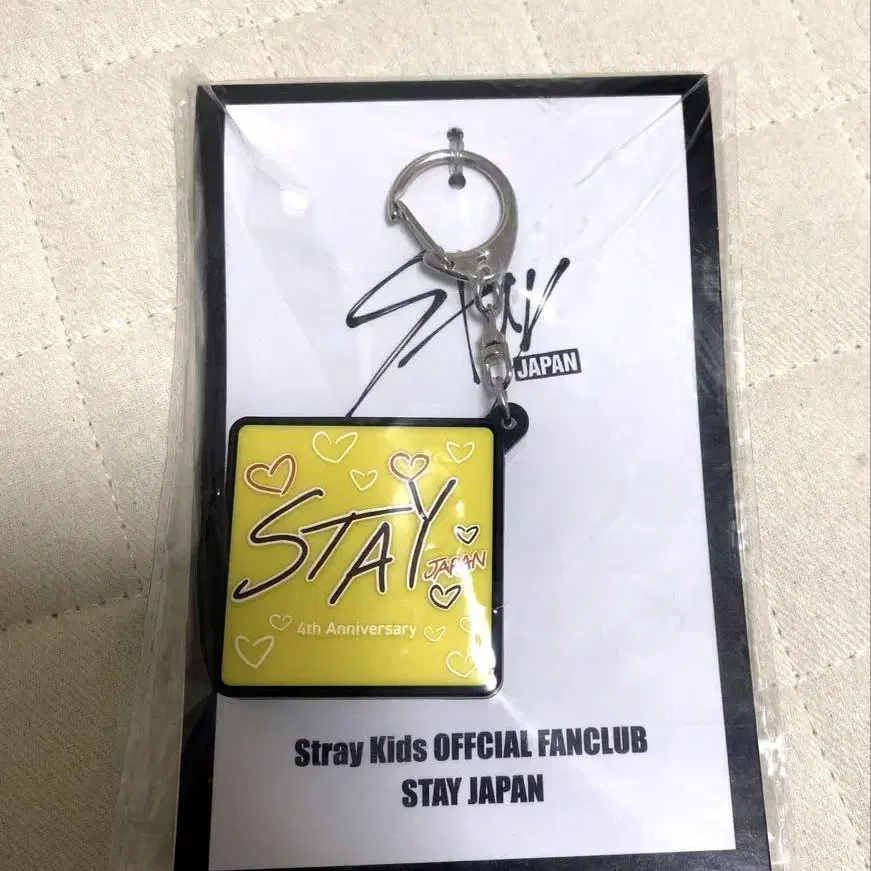 STAY
JAPAN
STAY
JAPAN
4th Anniversary
Stray Kids OFFCIAL FANCLUB
STAY JAPAN